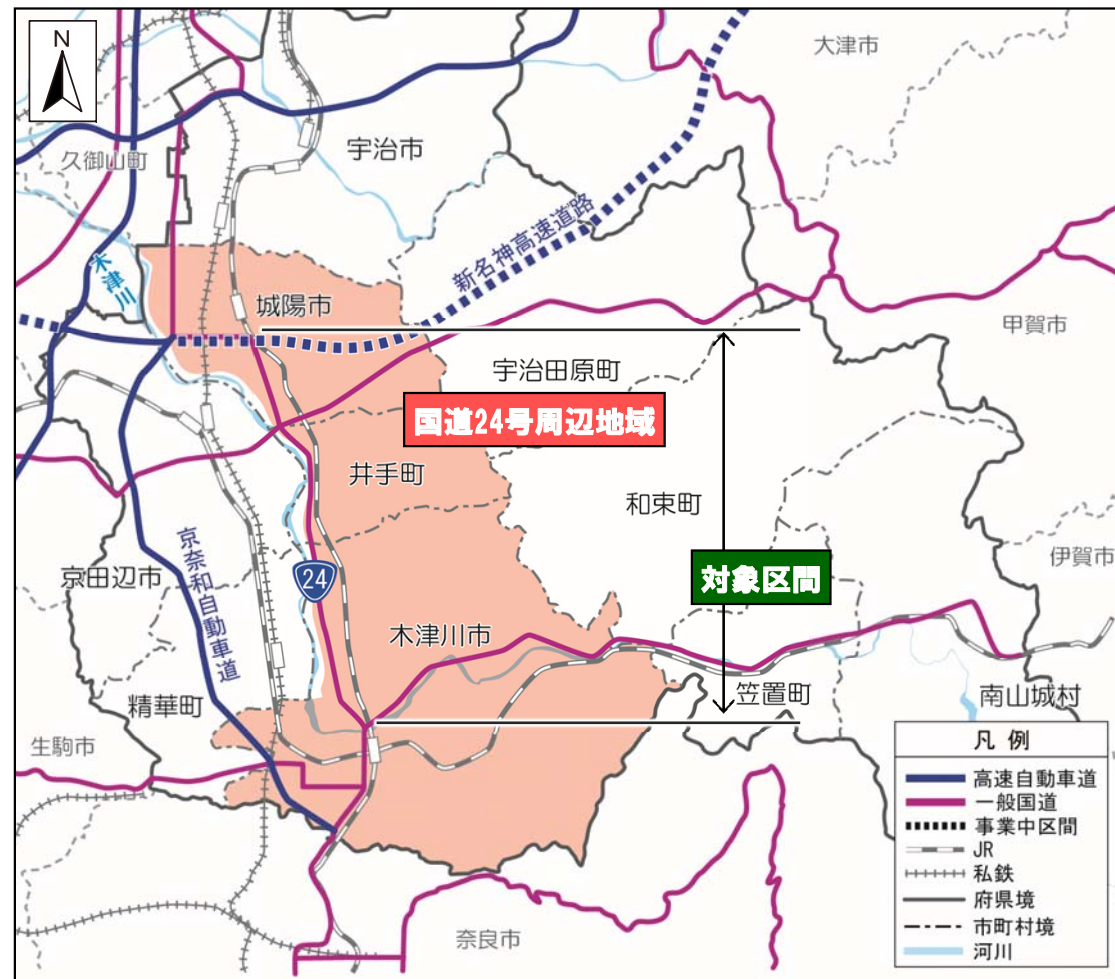 N
大津市
宇治市
久御山町
新名神高速道路
木津川
城陽市
甲賀市
宇治田原町
国道24号周辺地域
井手町
和束町
伊賀市
対象区間
京田辺市
京奈和自動車道
24
木津川市
精華町
笠置町
南山城村
生駒市
奈良市
凡例
高速自動車道
一般国道
事業中区間
JR
私鉄
府県境
市町村境
河川